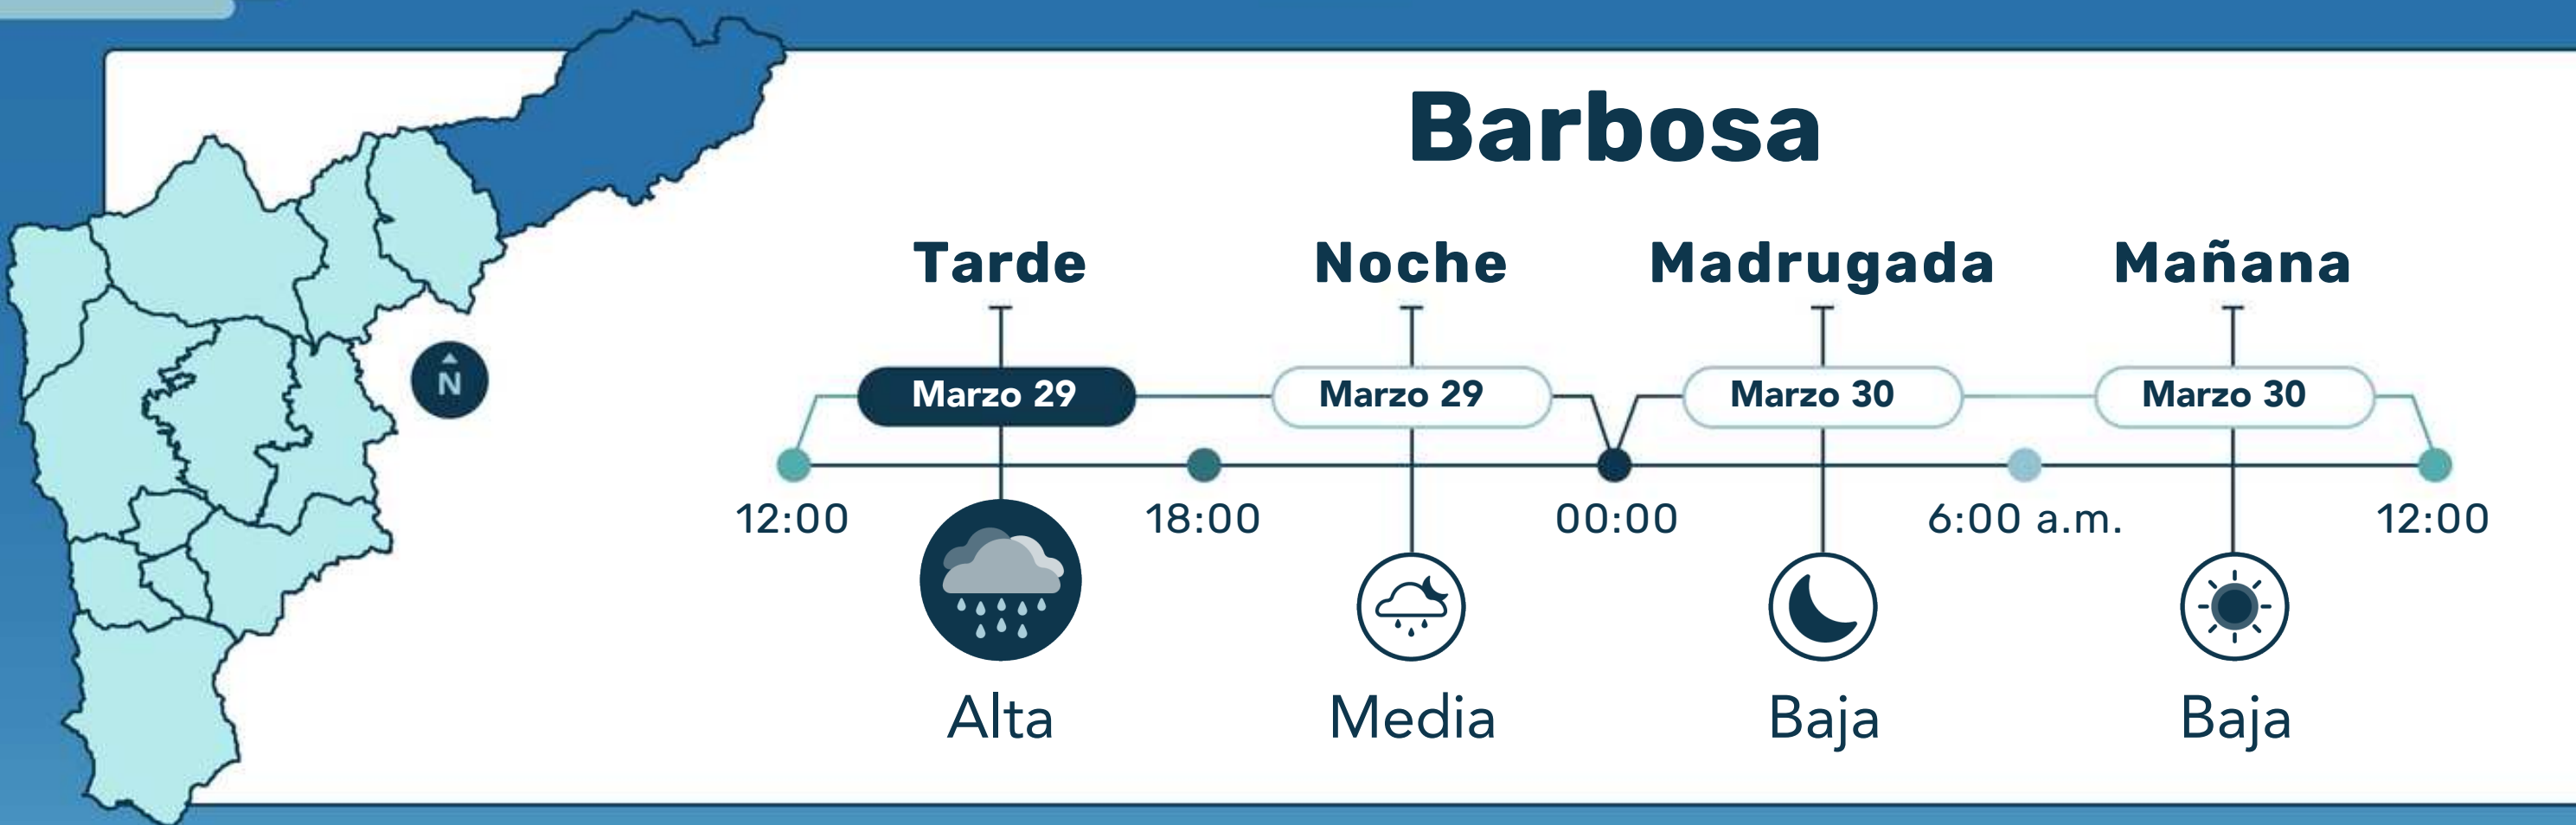 Barbosa
Tarde
Noche
Madrugada
Mañana
N
Marzo 29
Marzo 29
Marzo 30
Marzo 30
12:00
18:00
00:00
6:00 a.m.
12:00
Alta
Media
Baja
Baja